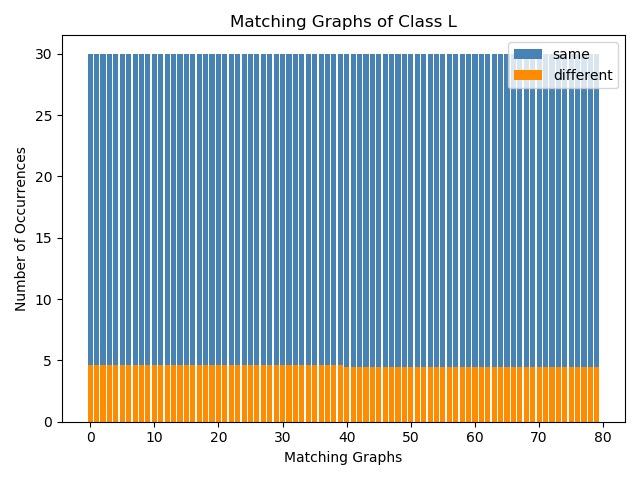 Matching Graphs of Class L
same
different
30
25
20
15
10
5
0
Number of Occurrences
0 10 20 30 40 50 60 70 80
Matching Graphs